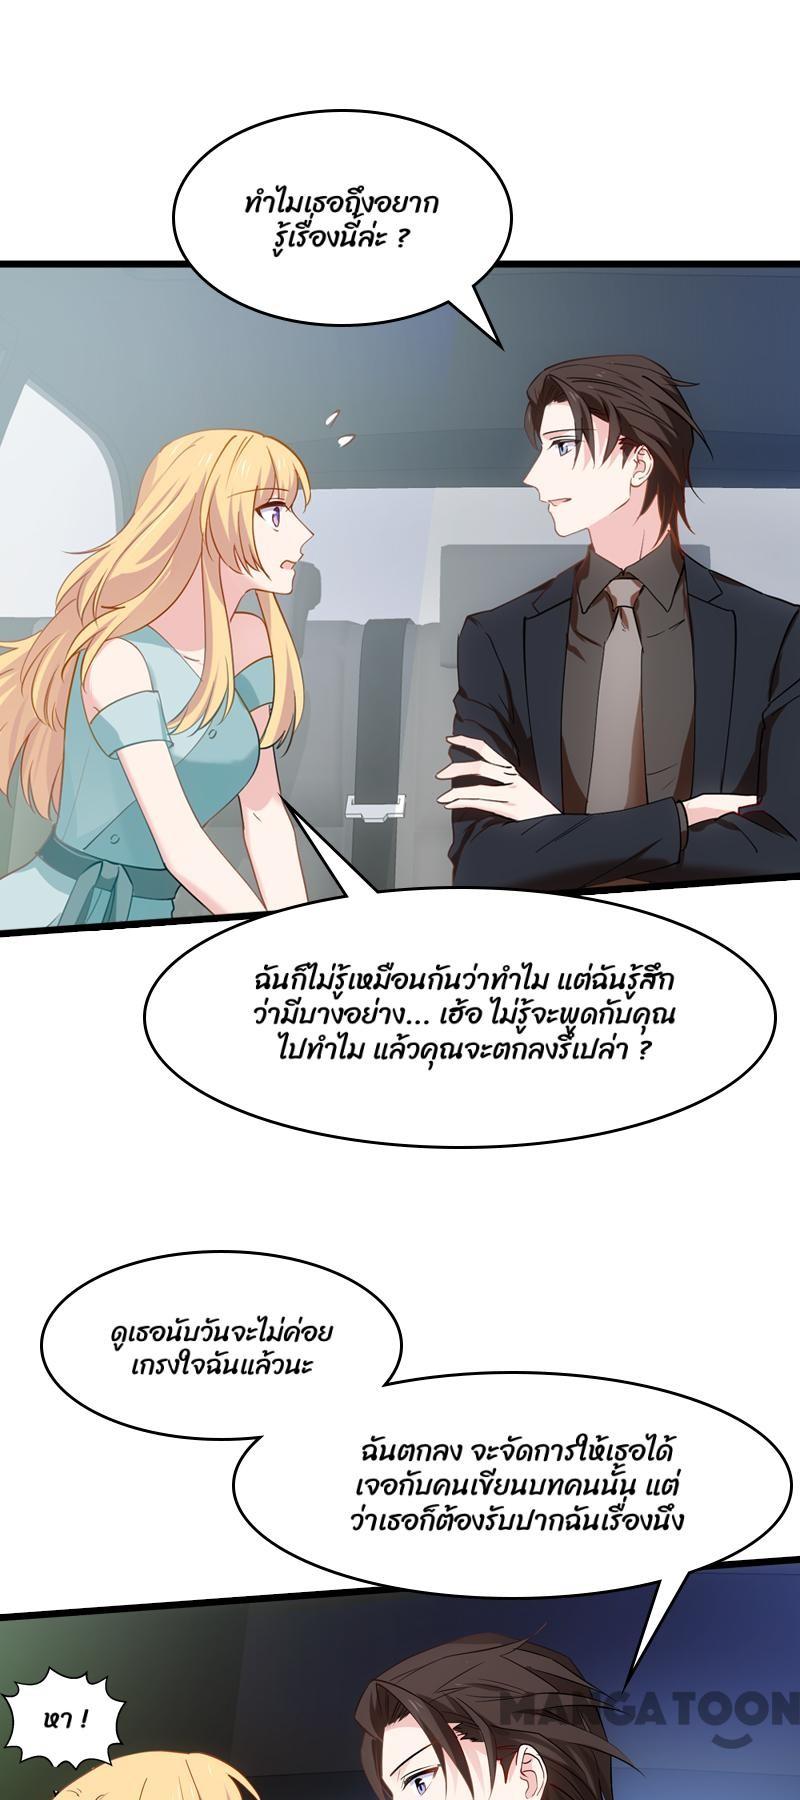 ทำไมเธอถึงอยาก
รู้เรื่องนี้ล่ะ ?
ฉันก็ไม่รู้เหมือนกันว่าทำไม แต่ฉันรู้สึก
ว่ามีบางอย่าง... เฮ้อ ไม่รู้จะพูดกับคุณ
ไปทำไม แล้วคุณจะตกลงรึเปล่า ?
ดูเธอนับวันจะไม่ค่อย
เกรงใจฉันแล้วนะ
ฉันตกลง จะจัดการให้เธอได้
เจอกับคนเขียนบทคนนั้น แต่
ว่าเธอก็ต้องรับปากฉันเรื่องนึง
หา !
MANGATOON